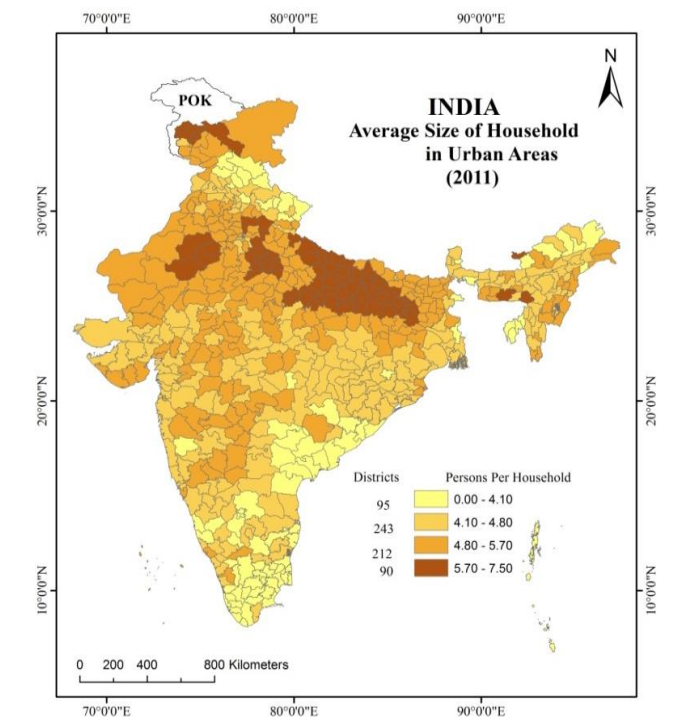 70°0'0"E 80°0'0"E 90°0'0"E
N
POK
INDIA
Average Size of Household
in Urban Areas
(2011)
30°0'0"N 30°0'0"N
20°0'0"N 20°0'0"N
Districts Persons Per Household
95 0.00 - 4.10
243 4.10 - 4.80
212 4.80 - 5.70
90 5.70 - 7.50
10°0'0"N 10°0'0"N
0 200 400 800 Kilometers
70°0'0"E 80°0'0"E 90°0'0"E